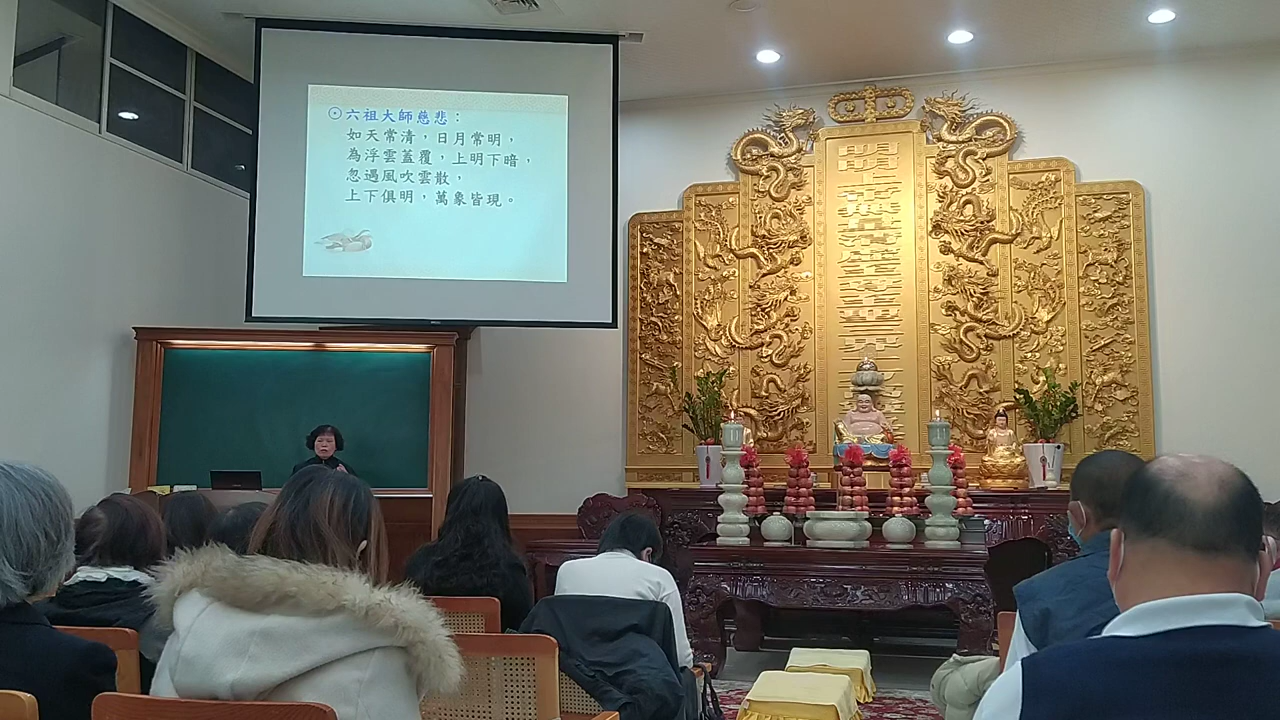 ⊙六祖大師慈悲：
如天常清，日月常明，
為浮雲蓋覆，上明下暗，
忽遇風吹雲散，
上下俱明，萬象皆現。